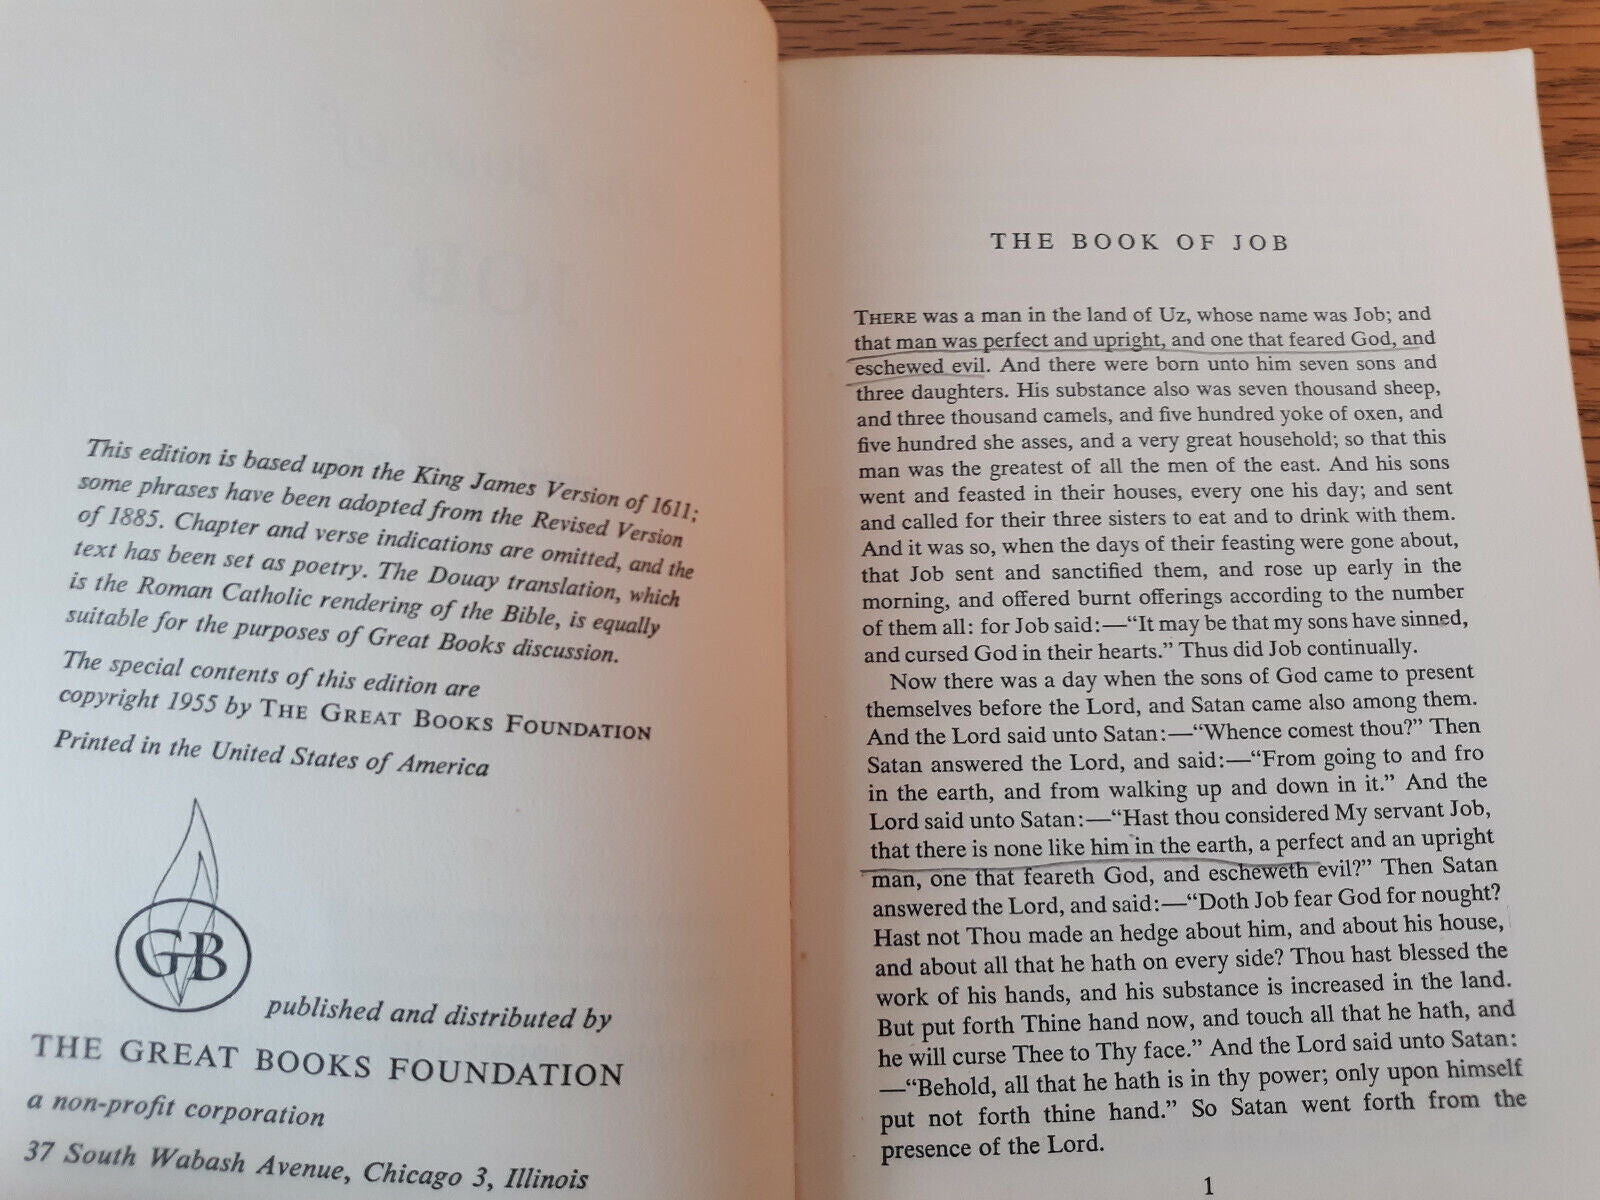 This edition is based upon the King James Version of 1611;
some phrases have been adopted from the Revised Version
of 1885. Chapter and verse indications are omitted, and the
text has been set as poetry. The Douay translation, which
is the Roman Catholic rendering of the Bible, is equally
suitable for the purposes of Great Books discussion.
The special contents of this edition are
copyright 1955 by THE GREAT BOOKS FOUNDATION
Printed in the United States of America
GB
published and distributed by
THE GREAT BOOKS FOUNDATION
a non-profit corporation
37 South Wabash Avenue, Chicago 3, Illinois
THE BOOK OF JOB
THERE was a man in the land of Uz, whose name was Job; and
that man was perfect and upright, and one that feared God, and
eschewed evil. And there were born unto him seven sons and
three daughters. His substance also was seven thousand sheep,
and three thousand camels, and five hundred yoke of oxen, and
five hundred she asses, and a very great household; so that this
man was the greatest of all the men of the east. And his sons
went and feasted in their houses, every one his day; and sent
and called for their three sisters to eat and to drink with them.
And it was so, when the days of their feasting were gone about,
that Job sent and sanctified them, and rose up early in the
morning, and offered burnt offerings according to the number
of them all: for Job said:—“It may be that my sons have sinned,
and cursed God in their hearts.” Thus did Job continually.
Now there was a day when the sons of God came to present
themselves before the Lord, and Satan came also among them.
And the Lord said unto Satan:—“Whence comest thou?” Then
Satan answered the Lord, and said:—“From going to and fro
in the earth, and from walking up and down in it.” And the
Lord said unto Satan:—“Hast thou considered My servant Job,
that there is none like him in the earth, a perfect and an upright
man, one that feareth God, and escheweth evil?” Then Satan
answered the Lord, and said:—“Doth Job fear God for nought?
Hast not Thou made an hedge about him, and about his house,
and about all that he hath on every side? Thou hast blessed the
work of his hands, and his substance is increased in the land.
But put forth Thine hand now, and touch all that he hath, and
he will curse Thee to Thy face.” And the Lord said unto Satan:
—“Behold, all that he hath is in thy power; only upon himself
put not forth thine hand.” So Satan went forth from the
presence of the Lord.
1